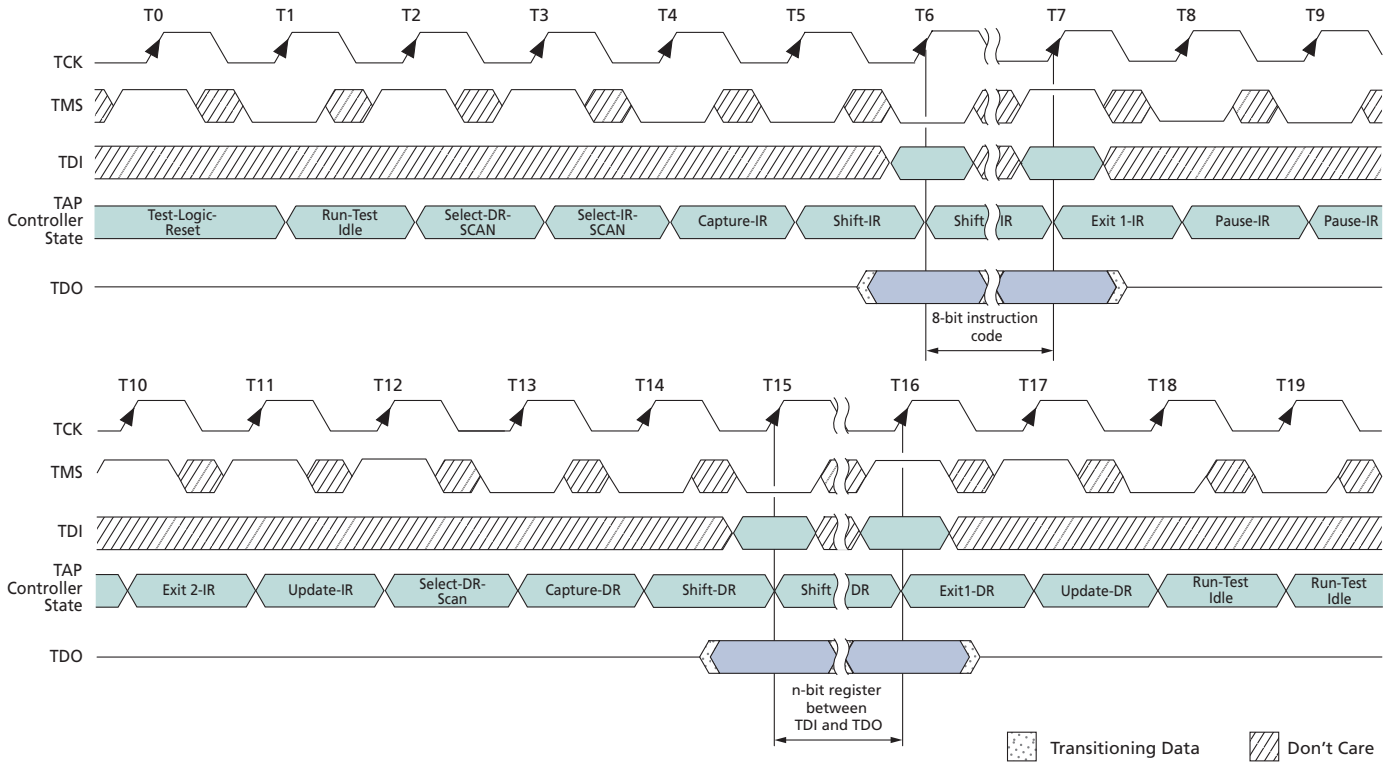 T0 T1 T2 T3 T4 T5 T6 T7 T8 T9
TCK
TMS
TDI
TAP
Controller
State
Test-Logic-
Reset
Run-Test
Idle
Select-DR-
SCAN
Select-IR-
SCAN
Capture-IR
Shift-IR
Shift IR
Exit 1-IR
Pause-IR
Pause-IR
TDO
8-bit instruction
code
T10 T11 T12 T13 T14 T15 T16 T17 T18 T19
TCK
TMS
TDI
TAP
Controller
State
Exit 2-IR
Update-IR
Select-DR-
Scan
Capture-DR
Shift-DR
Shift DR
Exit1-DR
Update-DR
Run-Test
Idle
Run-Test
Idle
TDO
n-bit register
between
TDI and TDO
Transitioning Data
Don't Care